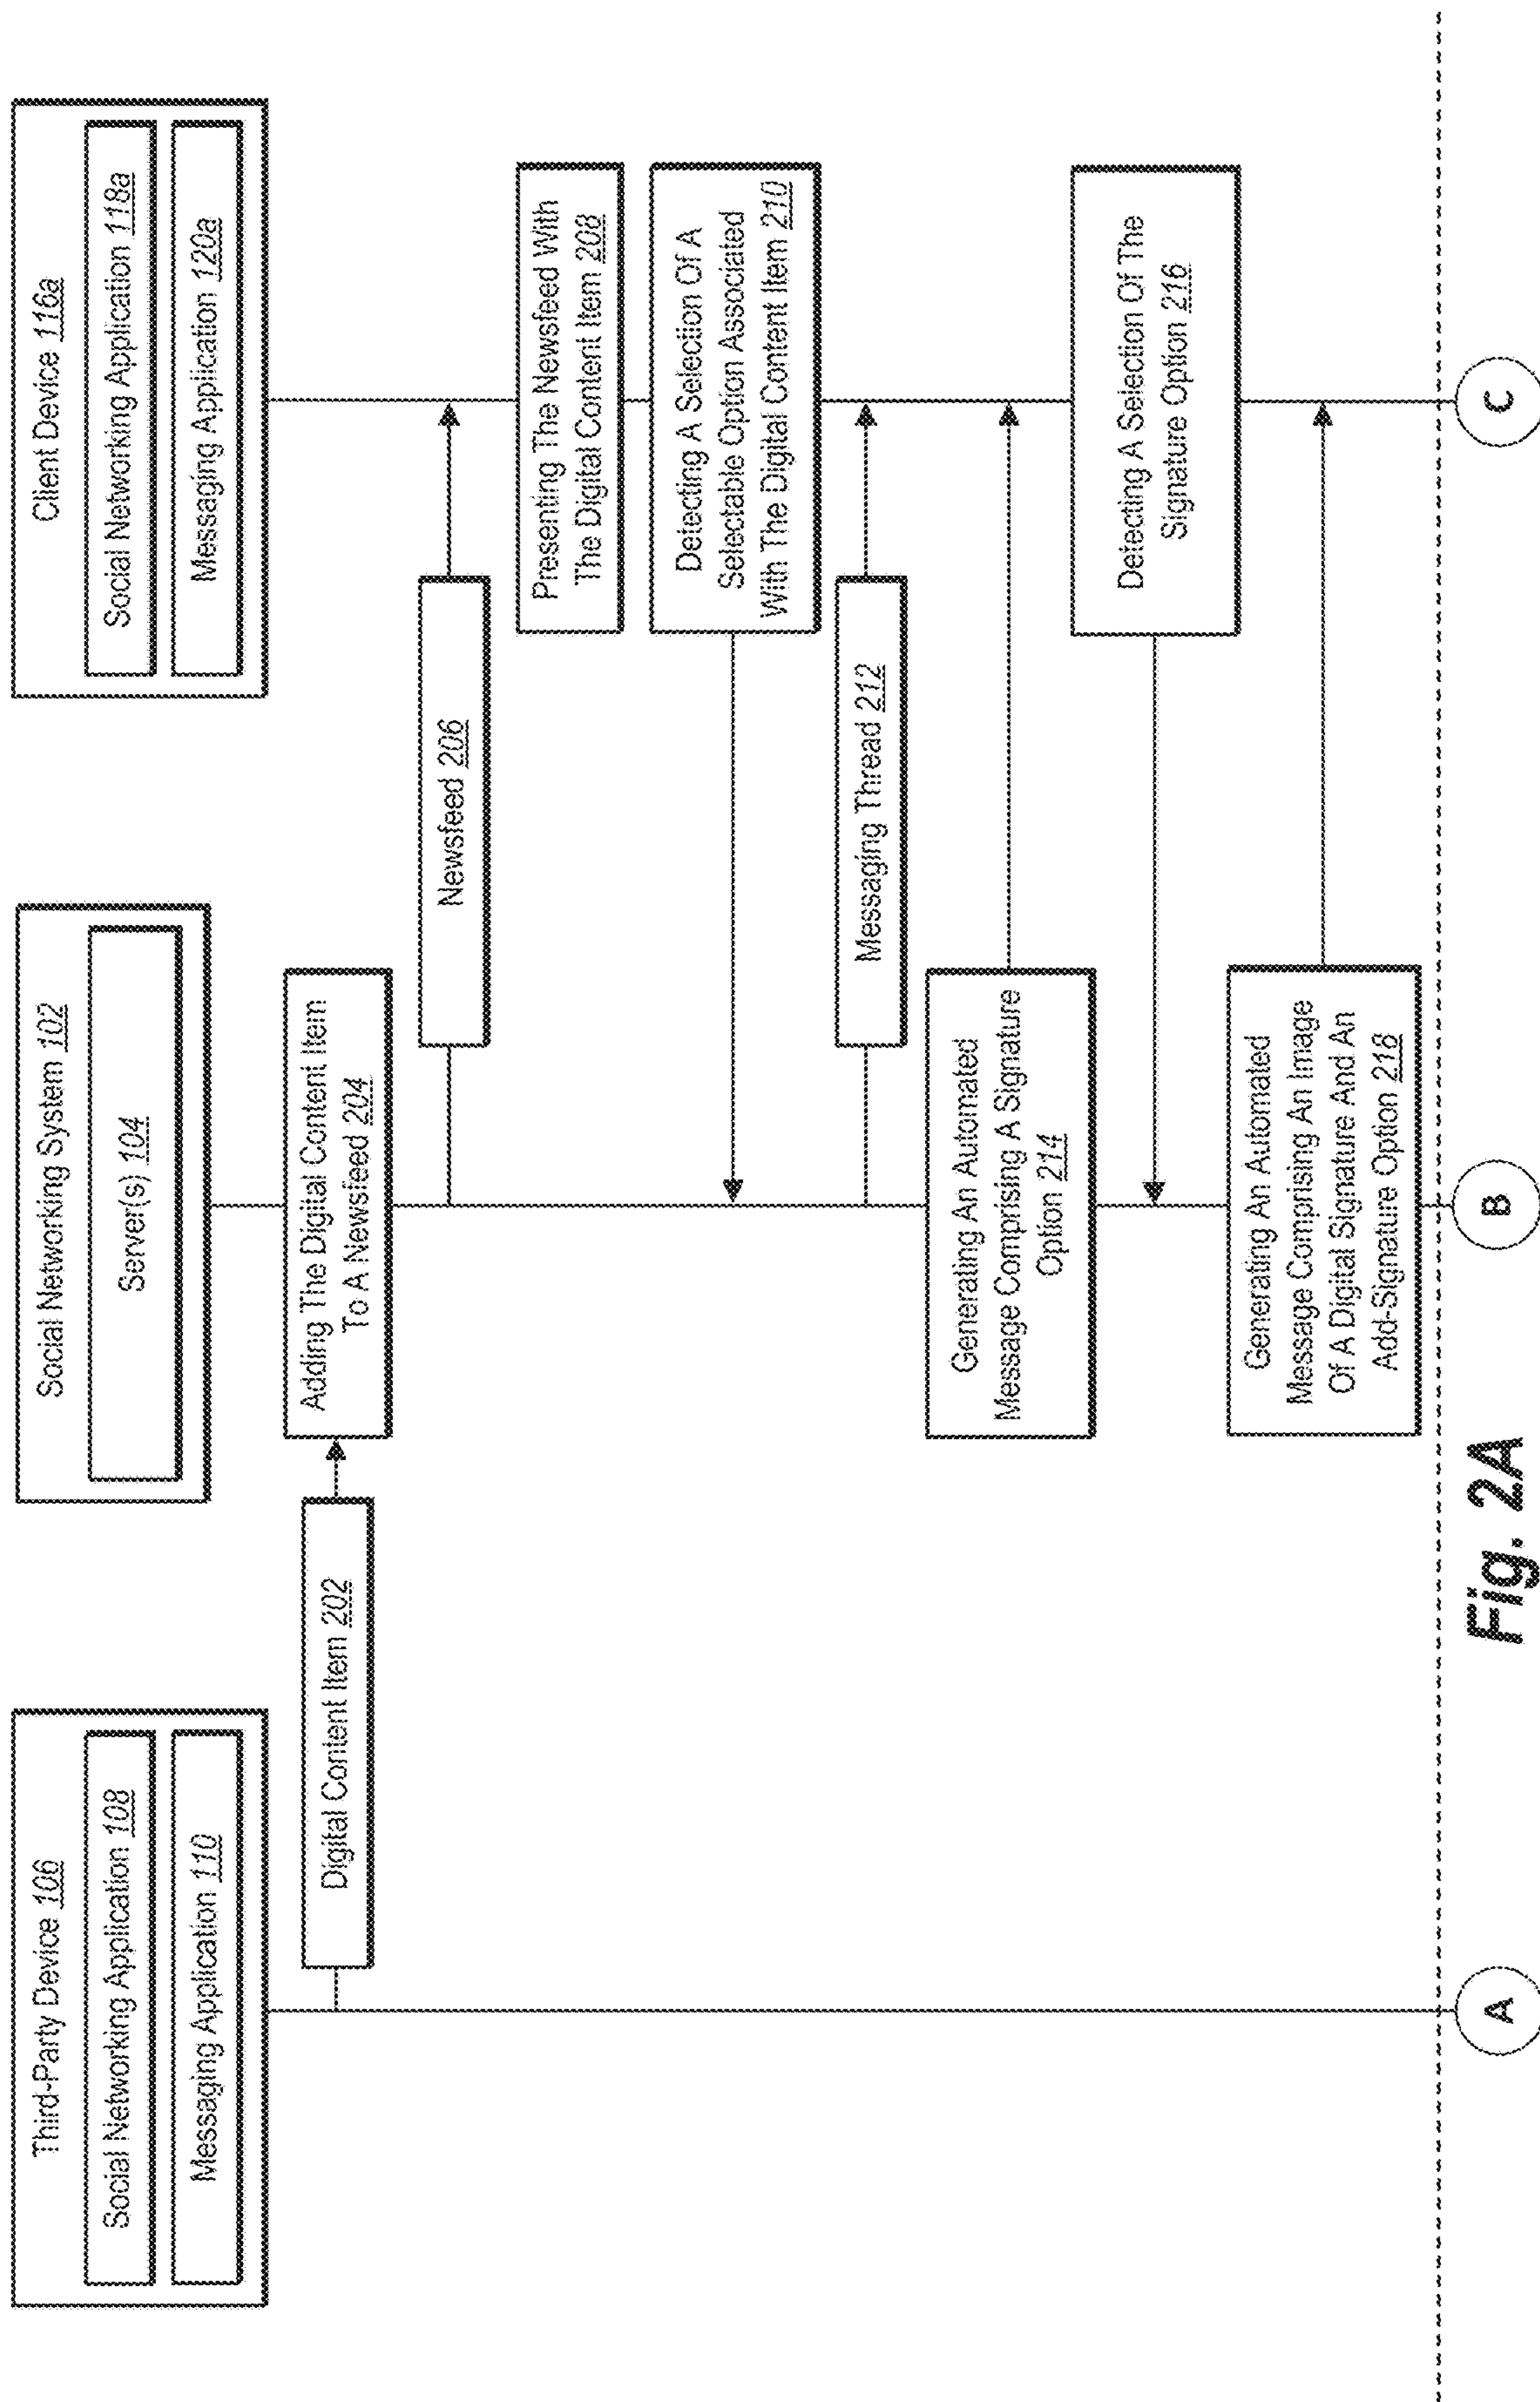 Third-Party Device 106
Social Networking Application 108
Messaging Application 110
Social Networking System 102
Server(s) 104
Client Device 116a
Social Networking Application 118a
Messaging Application 120a
Digital Content Item 202
Adding The Digital Content Item
To A Newsfeed 204
Newsfeed 206
Presenting The Newsfeed With
The Digital Content Item 208
Detecting A Selection Of A
Selectable Option Associated
With The Digital Content Item 210
Messaging Thread 212
Generating An Automated
Message Comprising A Signature
Option 214
Detecting A Selection Of The
Signature Option 216
Generating An Automated
Message Comprising An Image
Of A Digital Signature And An
Add-Signature Option 218
A
B
C
Fig. 2A